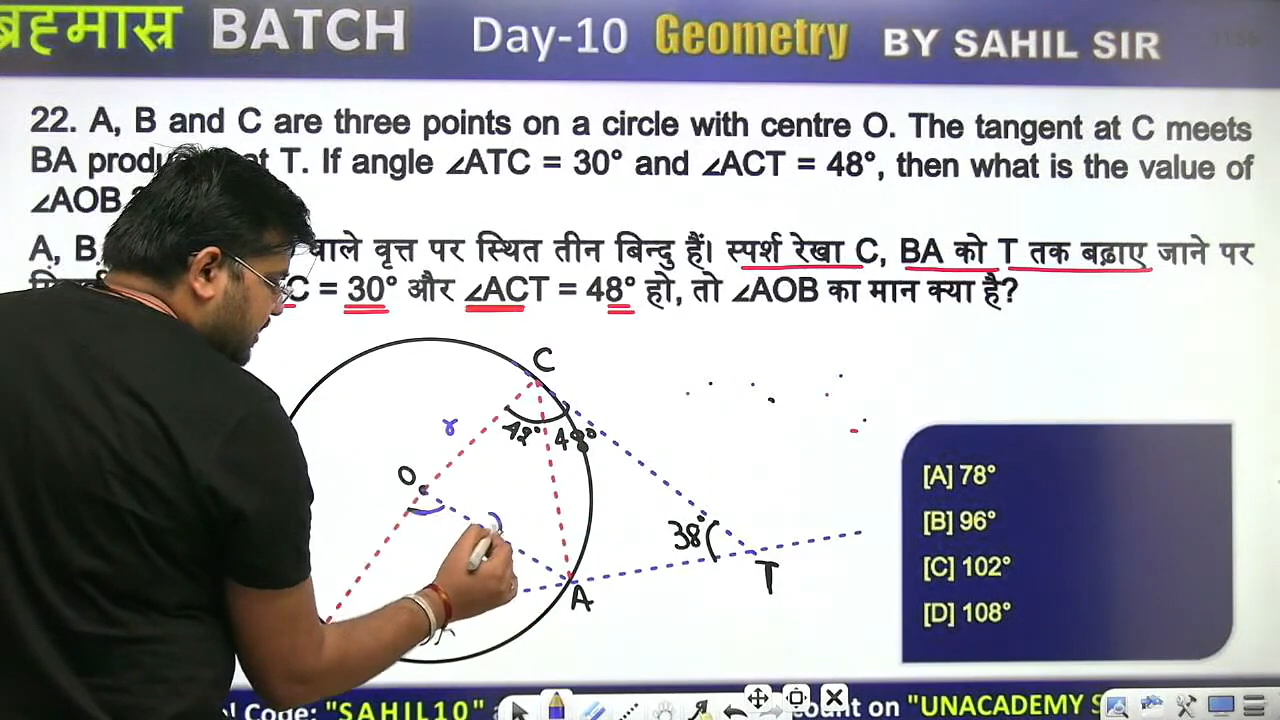 ब्रह्मास्र BATCH Day-10 Geometry BY SAHIL SIR
22. A, B and C are three points on a circle with centre O. The tangent at C meets
BA T. If angle ∠ATC = 30° and ∠ACT = 48°, then what is the value of
∠AOB
A, B वाले वृत्त पर स्थित तीन बिन्दु हैं। स्पर्श रेखा C, BA को T तक बढ़ाए जाने पर
C = 30° और ∠ACT = 48° हो, तो ∠AOB का मान क्या है?
C
r
42° 48°
O
38°
T
A
[A] 78°
[B] 96°
[C] 102°
[D] 108°
Code: "SAHIL10" on "UNACADEMY S